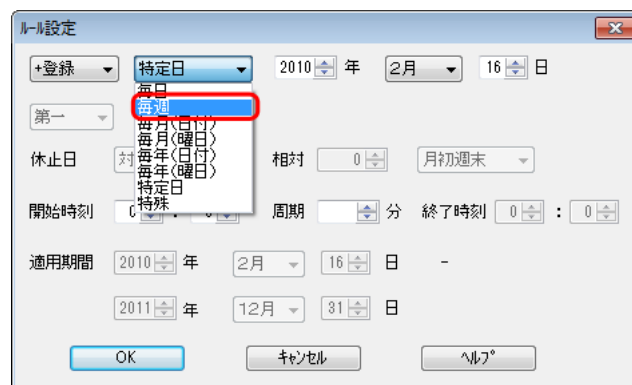 ルール設定
+登録 特定日 2010 年 2月 16 日
毎日
毎週
第一 毎月(日付)
毎月(曜日)
休止日 対 毎年(日付) 相対 0 月初週末
毎年(曜日)
特定日
特殊
開始時刻 : 周期 分 終了時刻 0 : 0
適用期間 2010 年 2月 16 日 -
2011 年 12月 31 日
OK キャンセル ヘルプ